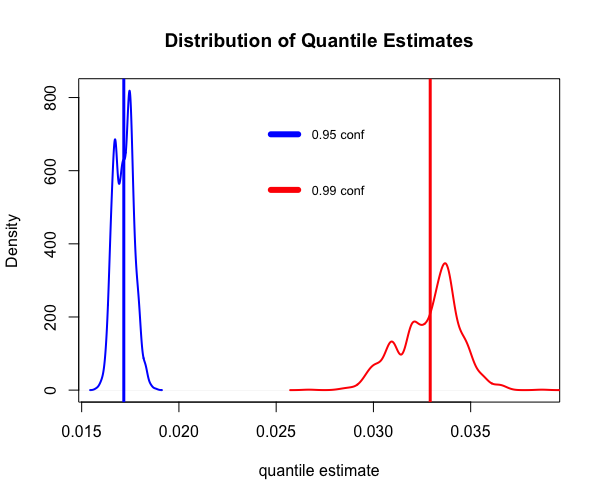 Distribution of Quantile Estimates
800
600
400
200
0
Density
0.95 conf
0.99 conf
0.015 0.020 0.025 0.030 0.035
quantile estimate